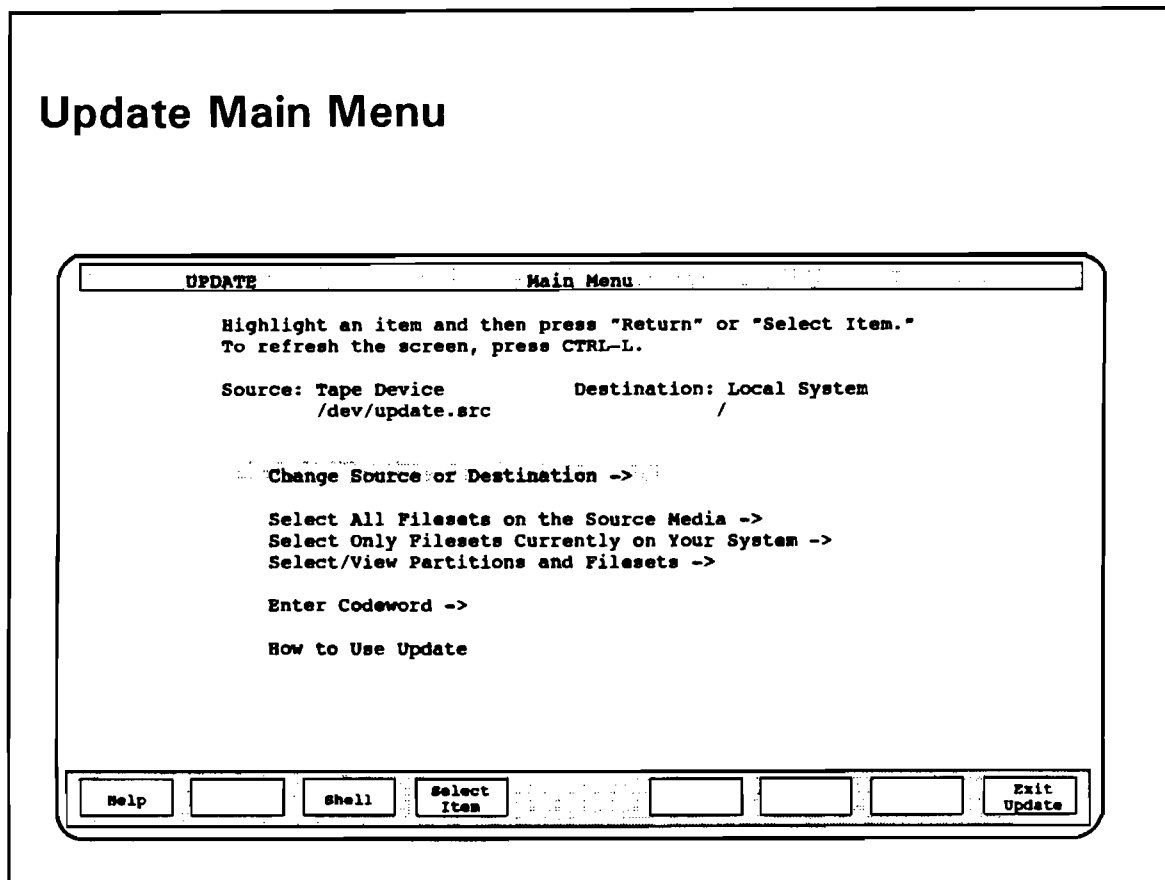 Update Main Menu
UPDATE Main Menu
Highlight an item and then press "Return" or "Select Item."
To refresh the screen, press CTRL-L.
Source: Tape Device Destination: Local System
/dev/update.src /
Change Source or Destination ->
Select All Filesets on the Source Media ->
Select Only Filesets Currently on Your System ->
Select/View Partitions and Filesets ->
Enter Codeword ->
How to Use Update
Help Shell Select Item Exit Update